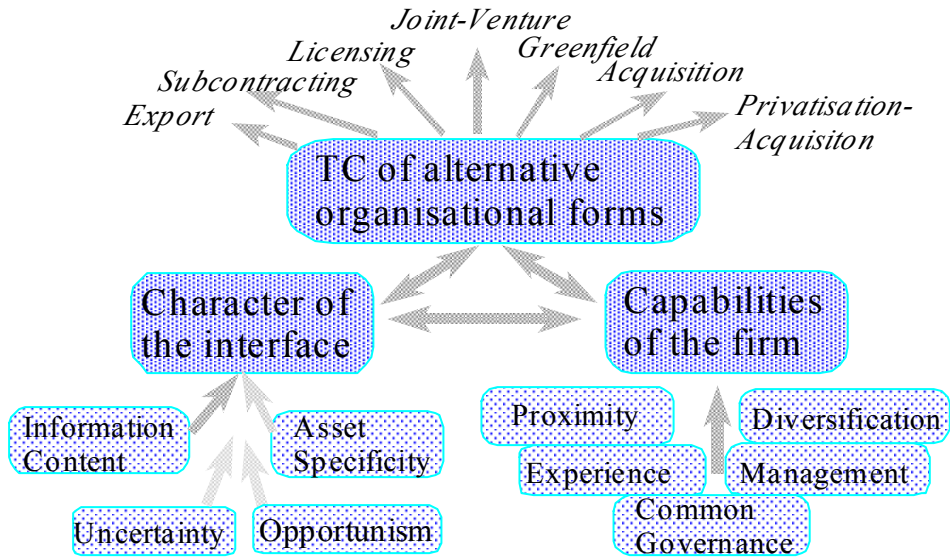 Joint-Venture
Licensing
Greenfield
Subcontracting
Acquisition
Export
Privatisation-
Acquisiton
TC of alternative
organisational forms
Character of
the interface
Capabilities
of the firm
Information
Content
Asset
Specificity
Proximity
Diversification
Experience
Management
Uncertainty
Opportunism
Common
Governance